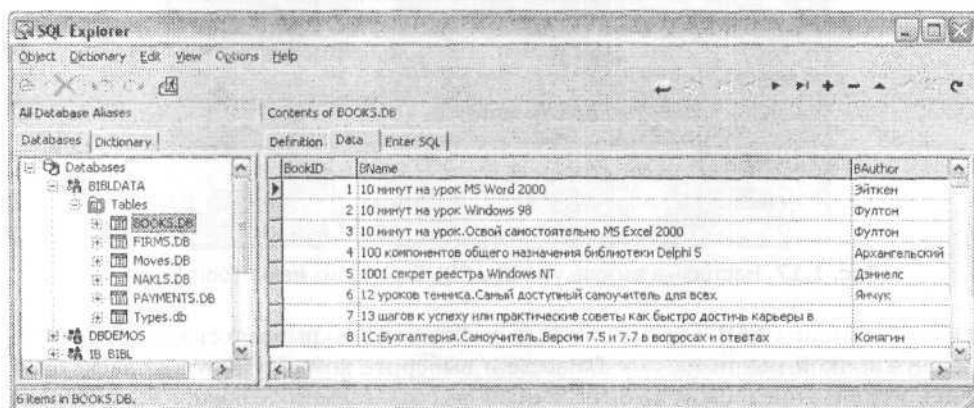 SQL Explorer
Object Dictionary Edit View Options Help
All Database Aliases
Contents of BOOKS.DB
Databases Dictionary
Definition Data Enter SQL
Databases
BIBLDATA
Tables
BOOKS.DB
FIRMS.DB
Moves.DB
NAKLS.DB
PAYMENTS.DB
Types.db
DBDEMOS
IB_BIBL
BookID BName BAuthor
1 10 минут на урок MS Word 2000 Эйткен
2 10 минут на урок Windows 98 Фултон
3 10 минут на урок.Освой самостоятельно MS Excel 2000 Фултон
4 100 компонентов общего назначения библиотеки Delphi 5 Архангельский
5 1001 секрет реестра Windows NT Дэниелс
6 12 уроков тенниса.Самый доступный самоучитель для всех Янчук
7 13 шагов к успеху или практические советы как быстро достичь карьеры в
8 1С:Бухгалтерия.Самоучитель.Версии 7.5 и 7.7 в вопросах и ответах Конягин
6 items in BOOKS.DB.